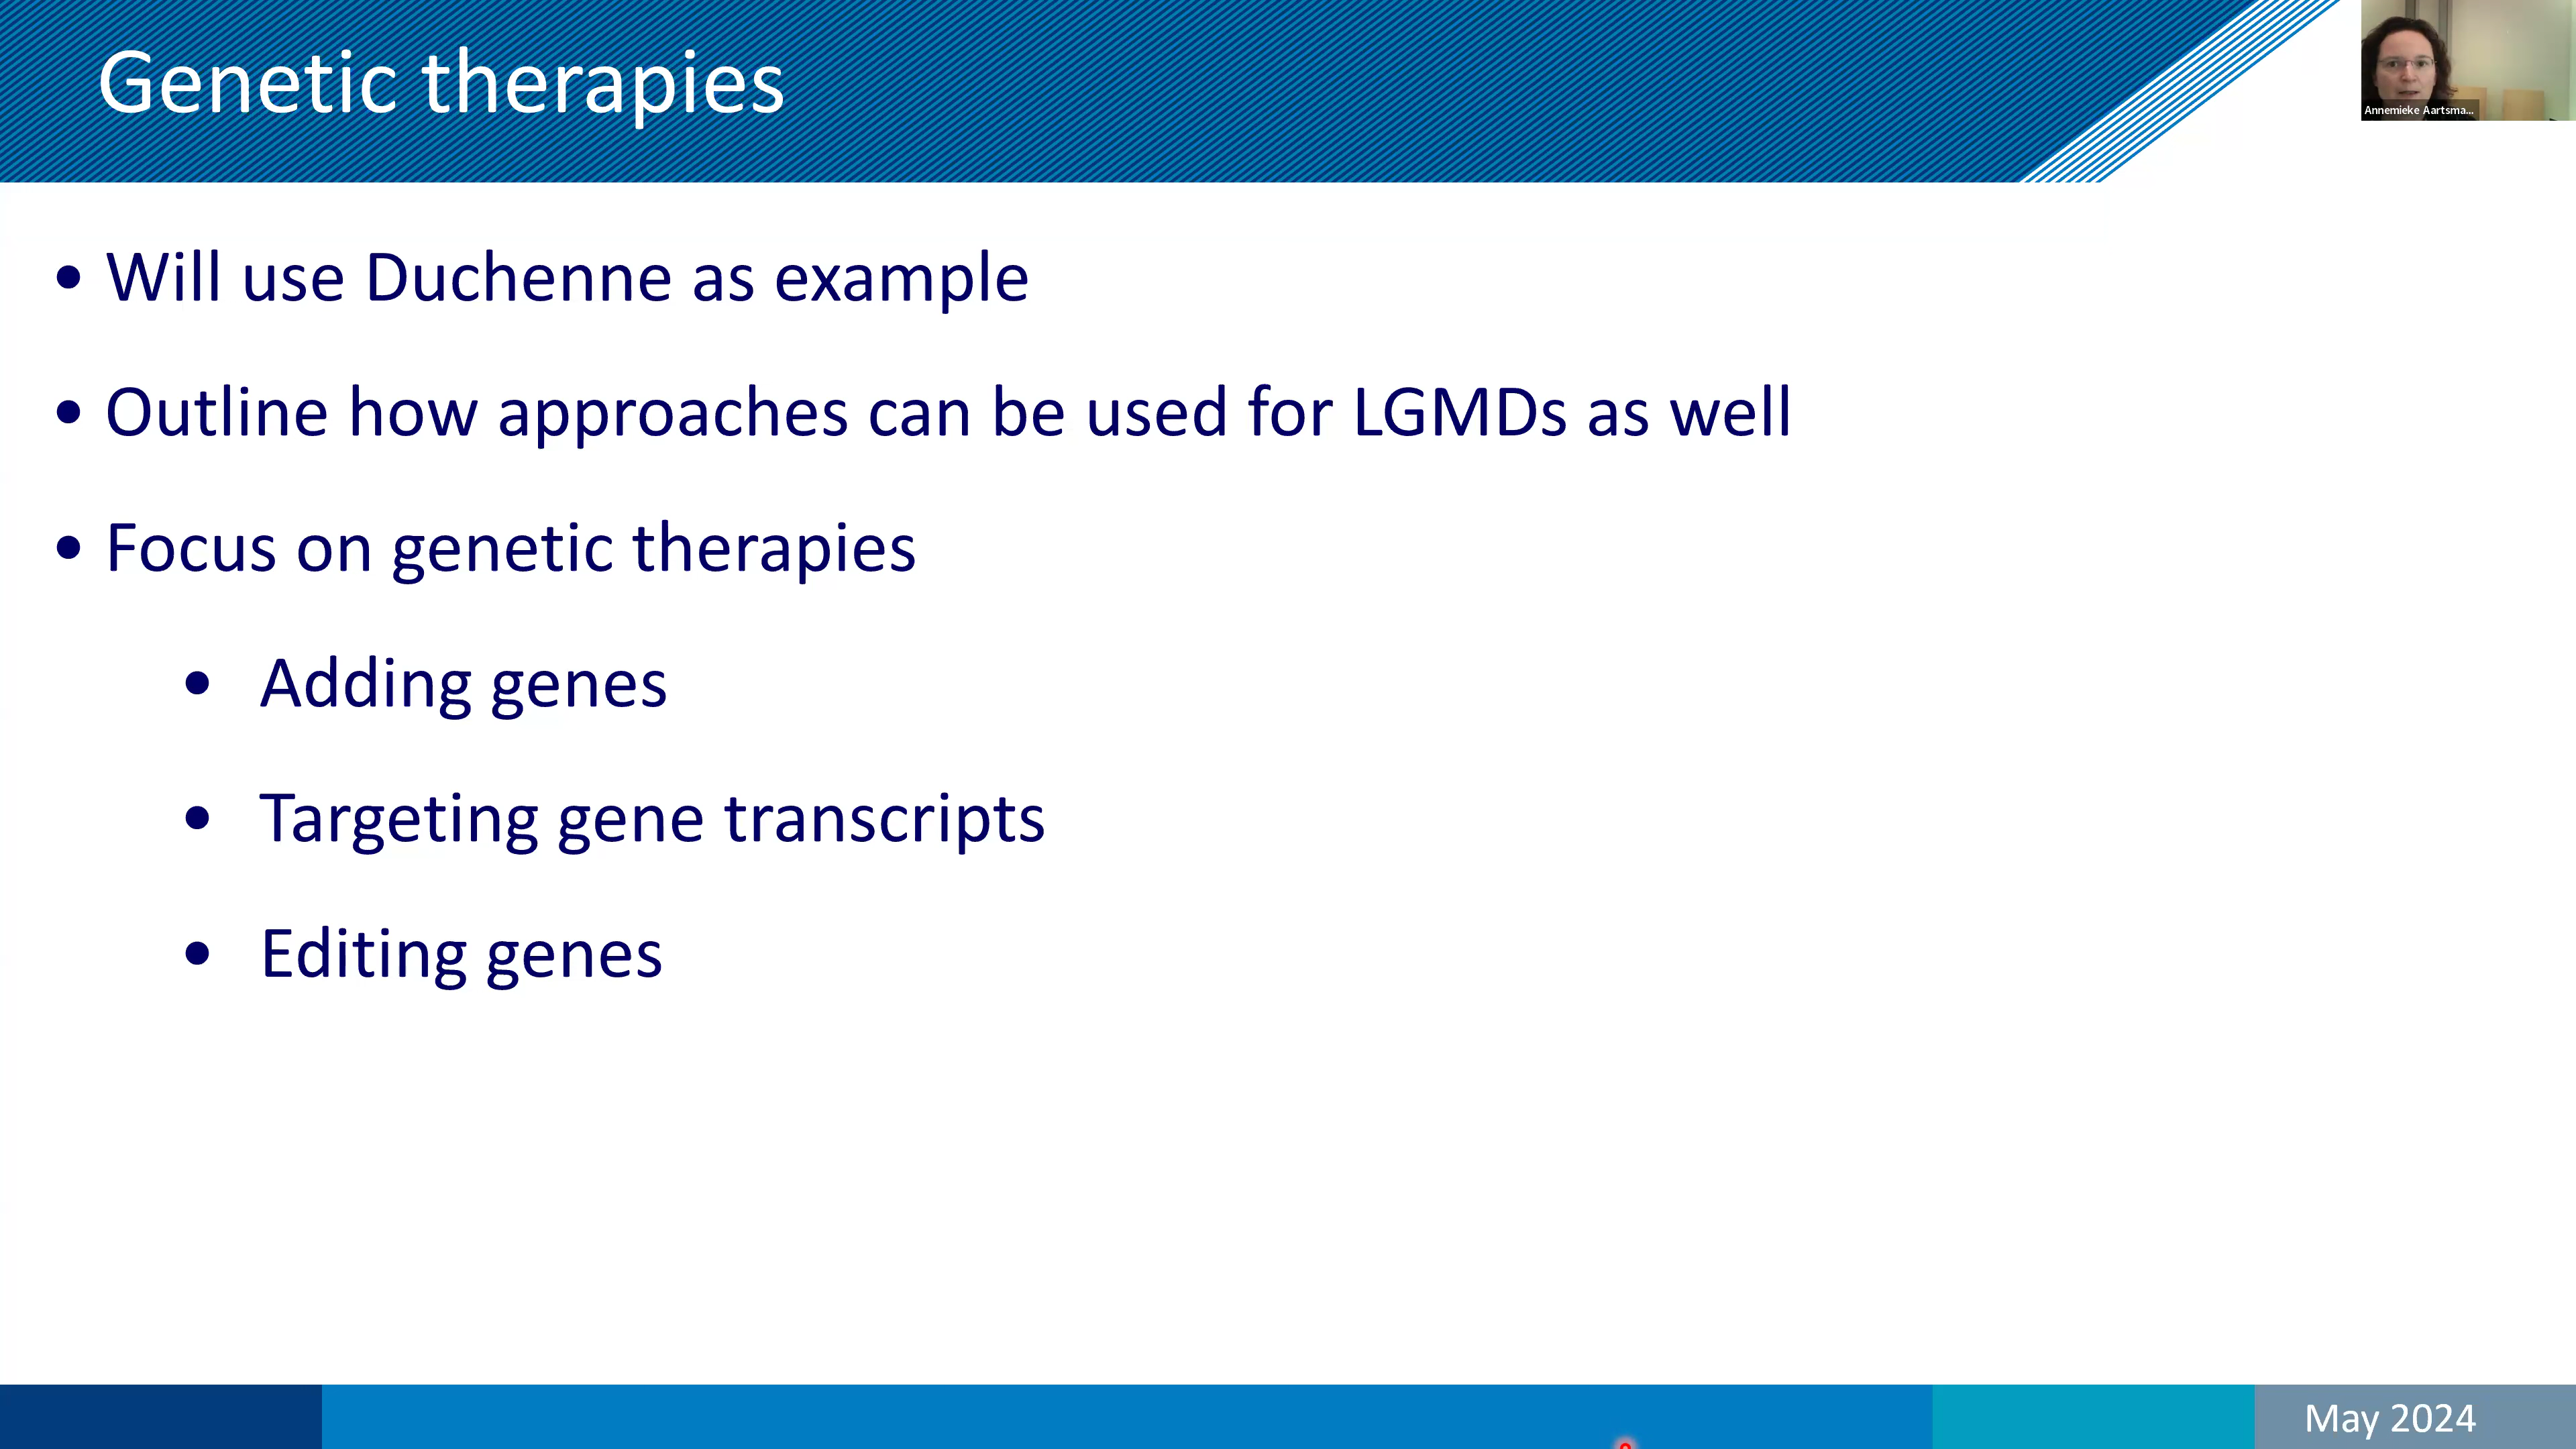 Genetic therapies
Annemieke Aartsma...
• Will use Duchenne as example
• Outline how approaches can be used for LGMDs as well
• Focus on genetic therapies
• Adding genes
• Targeting gene transcripts
• Editing genes
May 2024